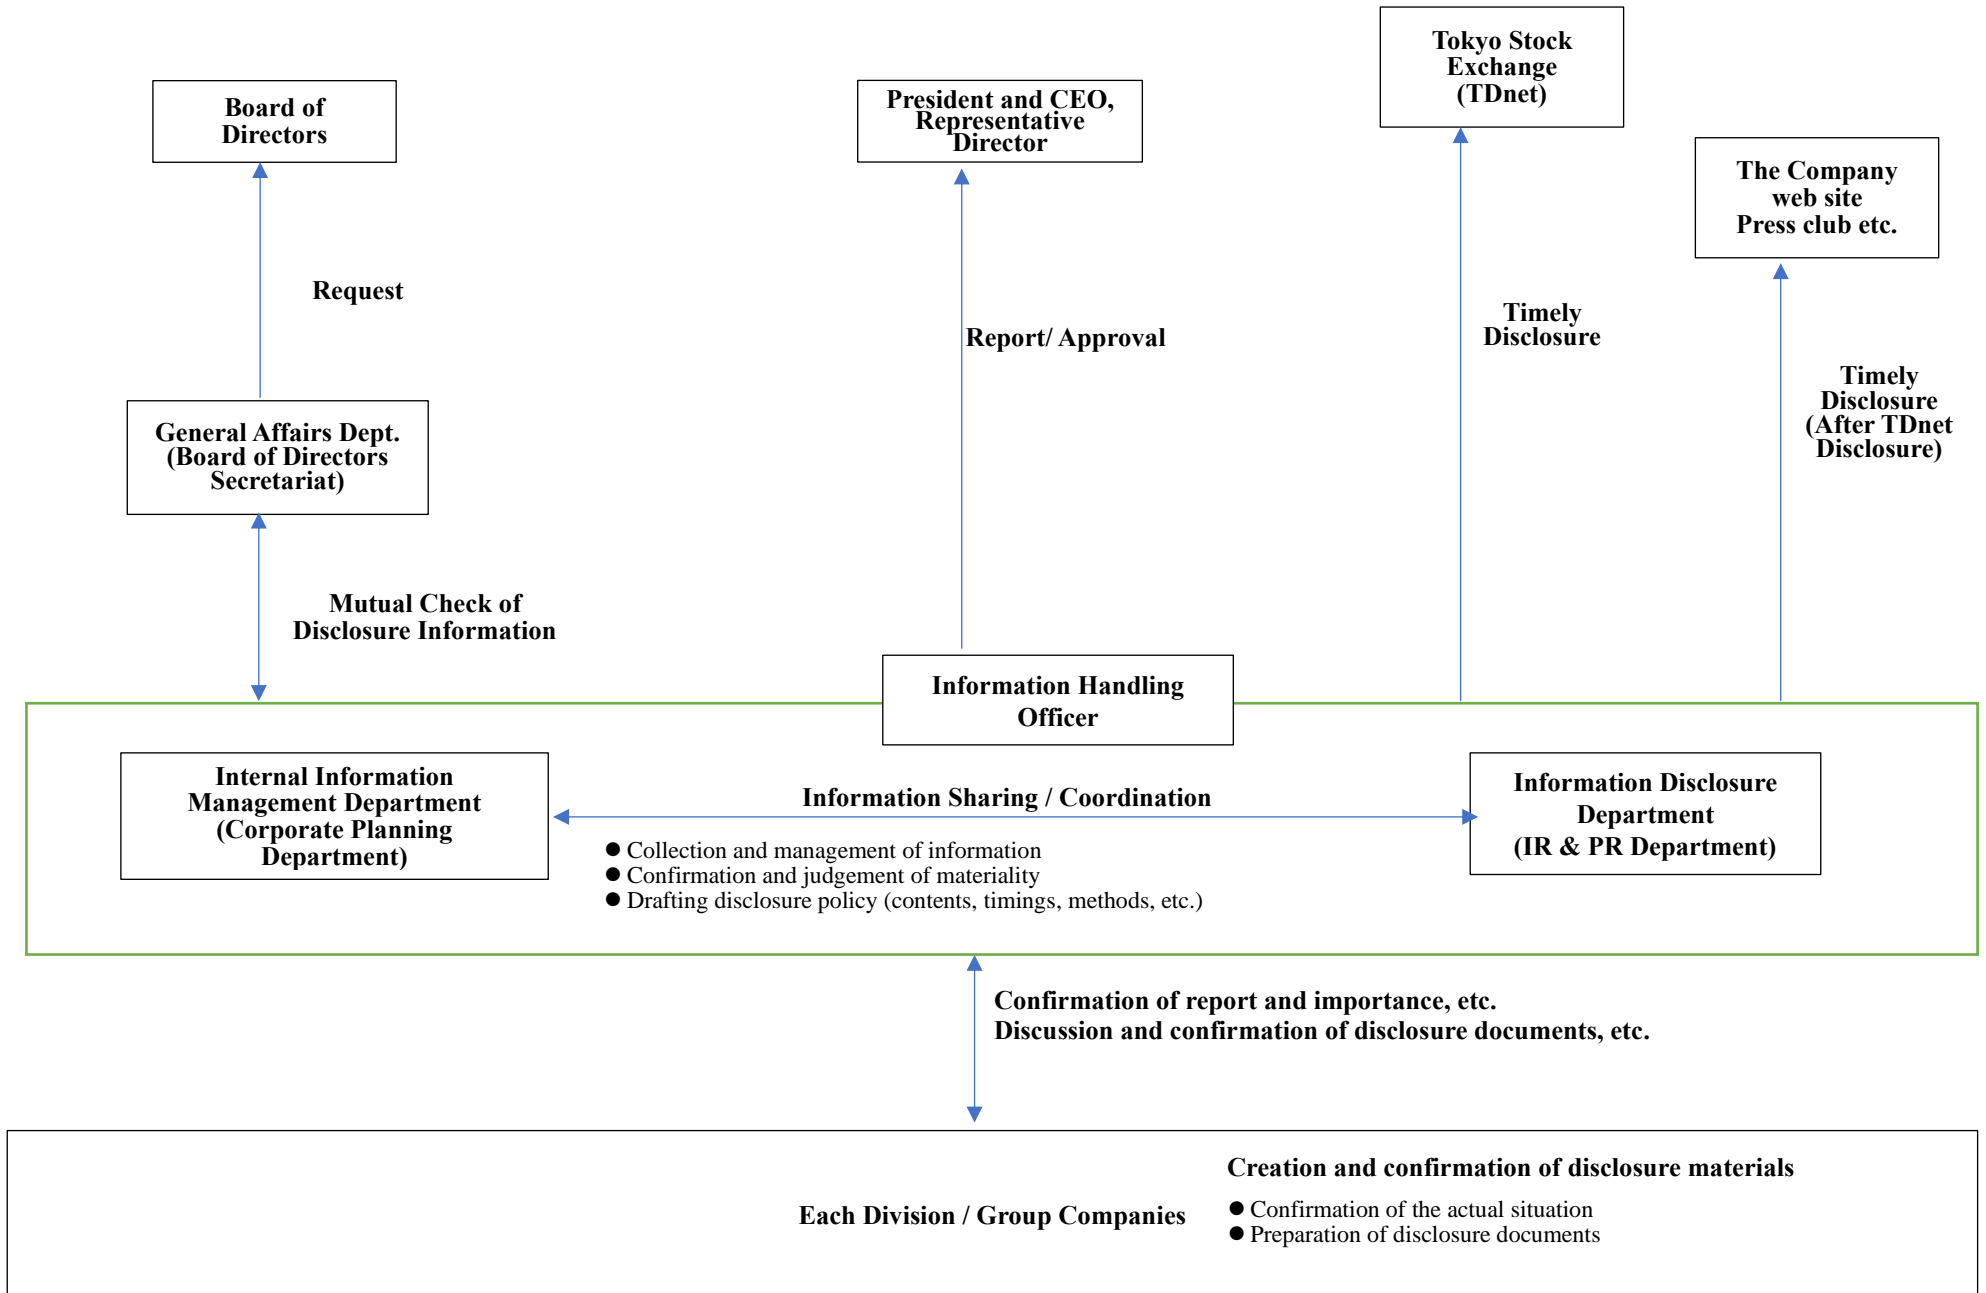 Tokyo Stock
Exchange
(TDnet)
Board of
Directors
President and CEO,
Representative
Director
The Company
web site
Press club etc.
Request
Report/ Approval
Timely
Disclosure
Timely
Disclosure
(After TDnet
Disclosure)
General Affairs Dept.
(Board of Directors
Secretariat)
Mutual Check of
Disclosure Information
Information Handling
Officer
Internal Information
Management Department
(Corporate Planning
Department)
Information Sharing / Coordination
● Collection and management of information
● Confirmation and judgement of materiality
● Drafting disclosure policy (contents, timings, methods, etc.)
Information Disclosure
Department
(IR & PR Department)
Confirmation of report and importance, etc.
Discussion and confirmation of disclosure documents, etc.
Each Division / Group Companies
Creation and confirmation of disclosure materials
● Confirmation of the actual situation
● Preparation of disclosure documents